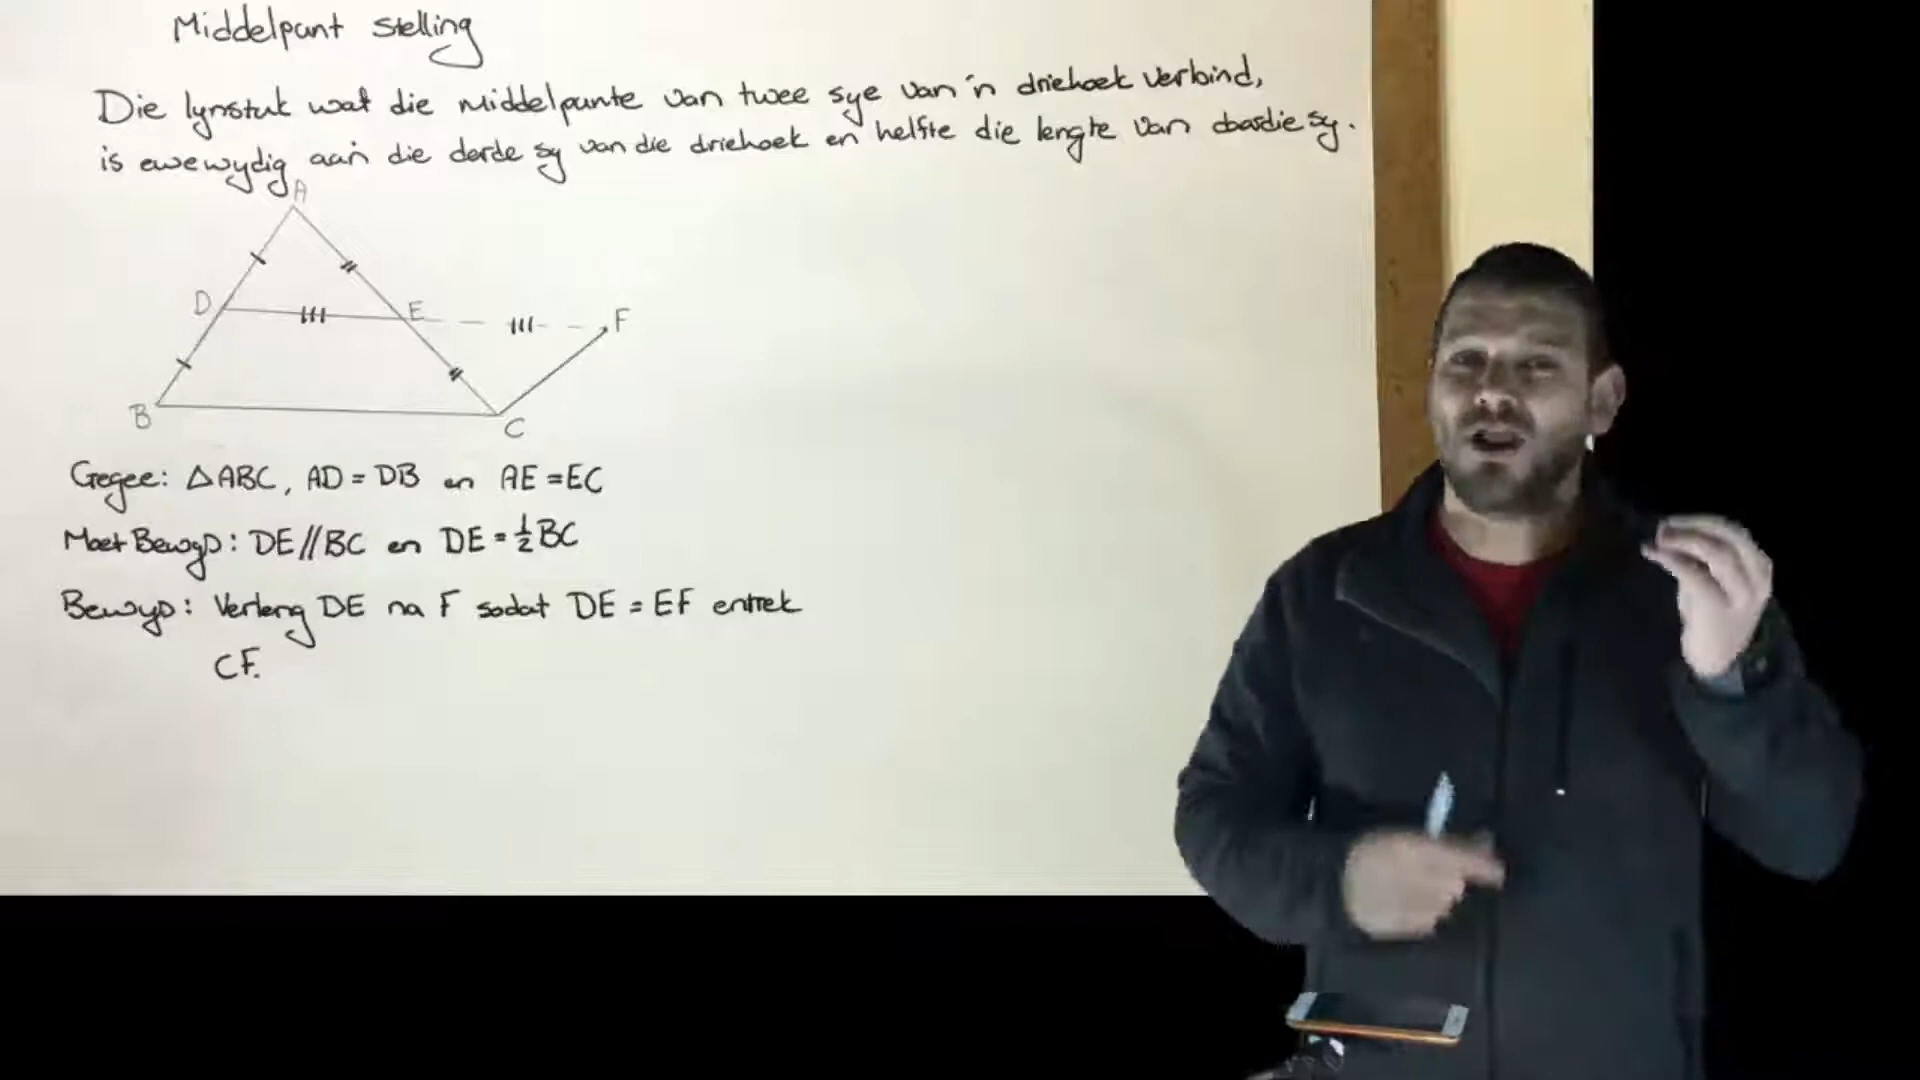 Middelpunt stelling
Die lynstuk wat die middelpunte van twee sye van 'n driehoek verbind,
is ewewydig aan die derde sy van die driehoek en helfte die lengte van daardie sy.
A
D
E
F
B
C
Gegee: △ABC, AD = DB en AE = EC
Moet Bewys: DE//BC en DE = ½BC
Bewys: Verleng DE na F sodat DE = EF en trek
CF.